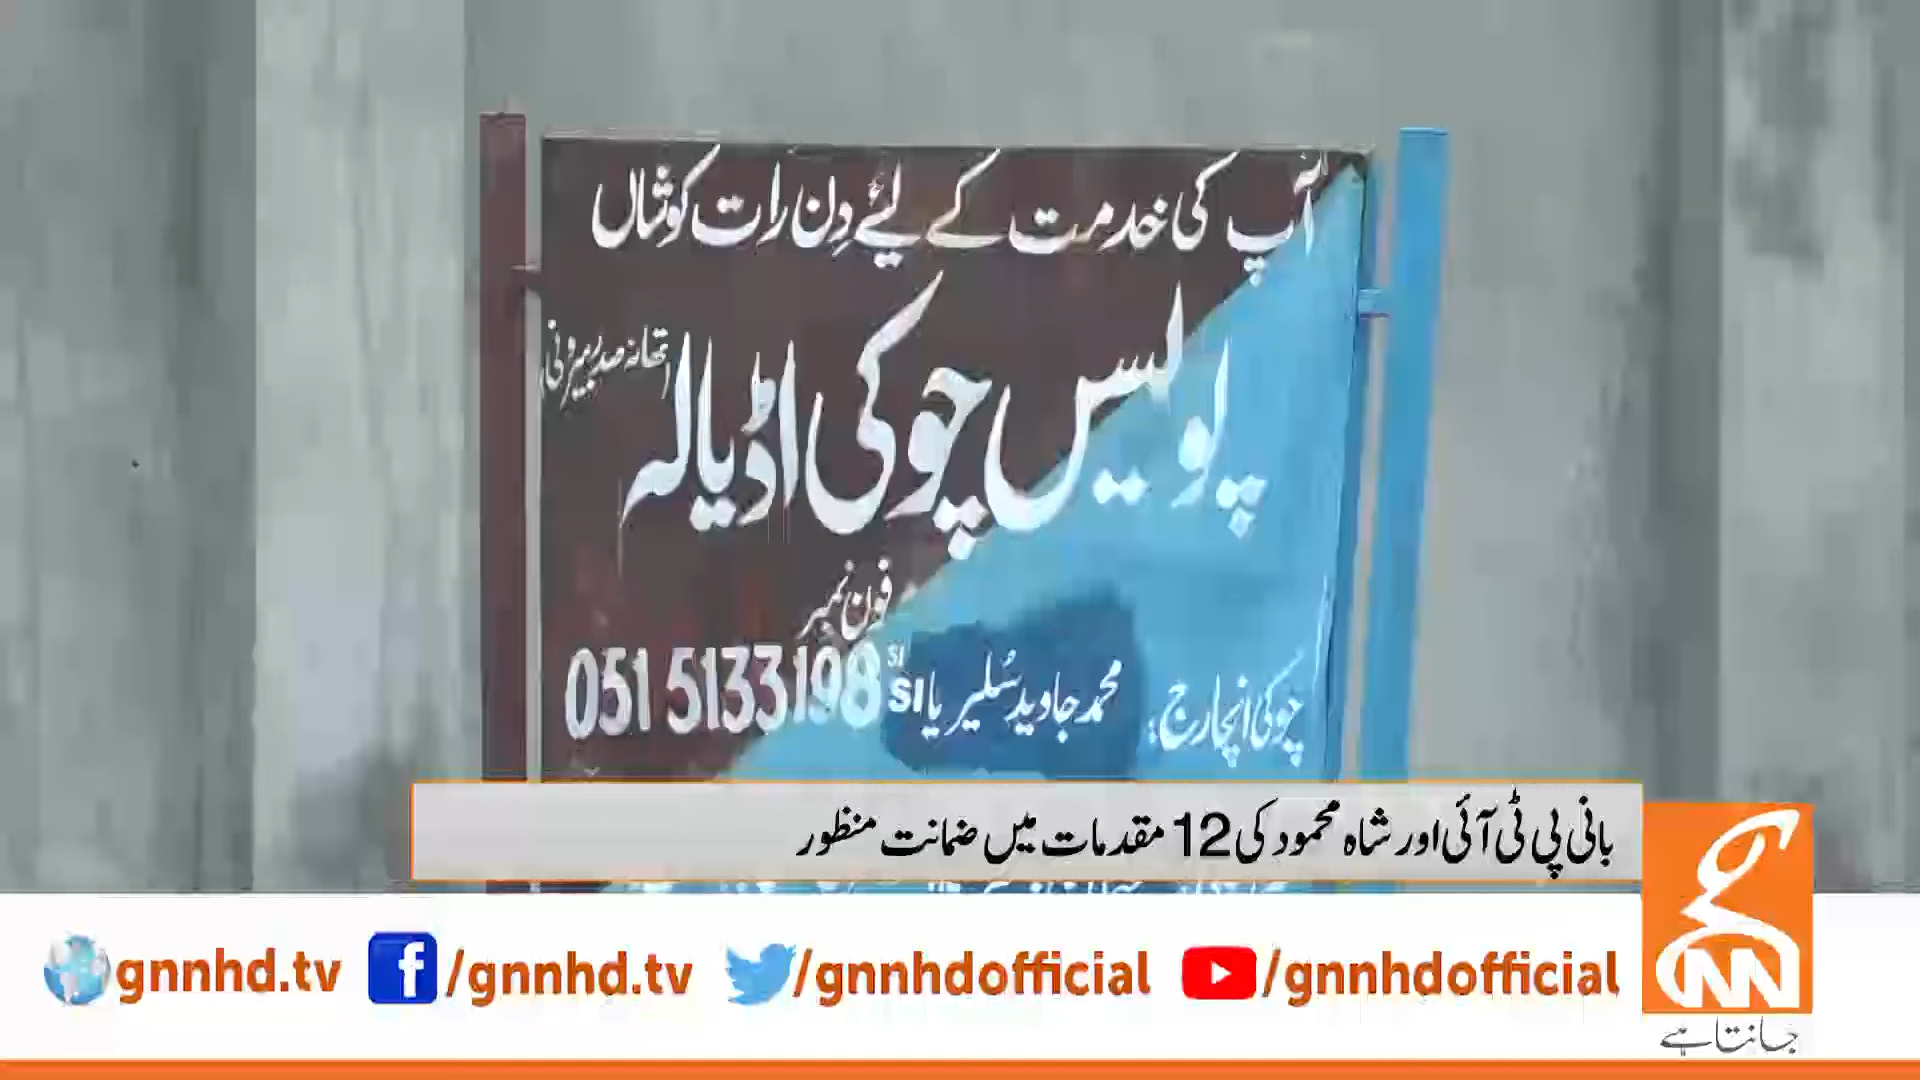 آپ کی خدمت کے لیئے دِن رات کوشاں
پولیس چوکی اڈیالہ
(تھانہ صدر بیرونی)
فون نمبر
051 5133198
چوکی انچارج: محمد جاوید سُلیریا SI
SI
بانی پی ٹی آئی اور شاہ محمود کی 12 مقدمات میں ضمانت منظور
gnnhd.tv
/gnnhd.tv
/gnnhdofficial
/gnnhdofficial
GNN
جانتا ہے